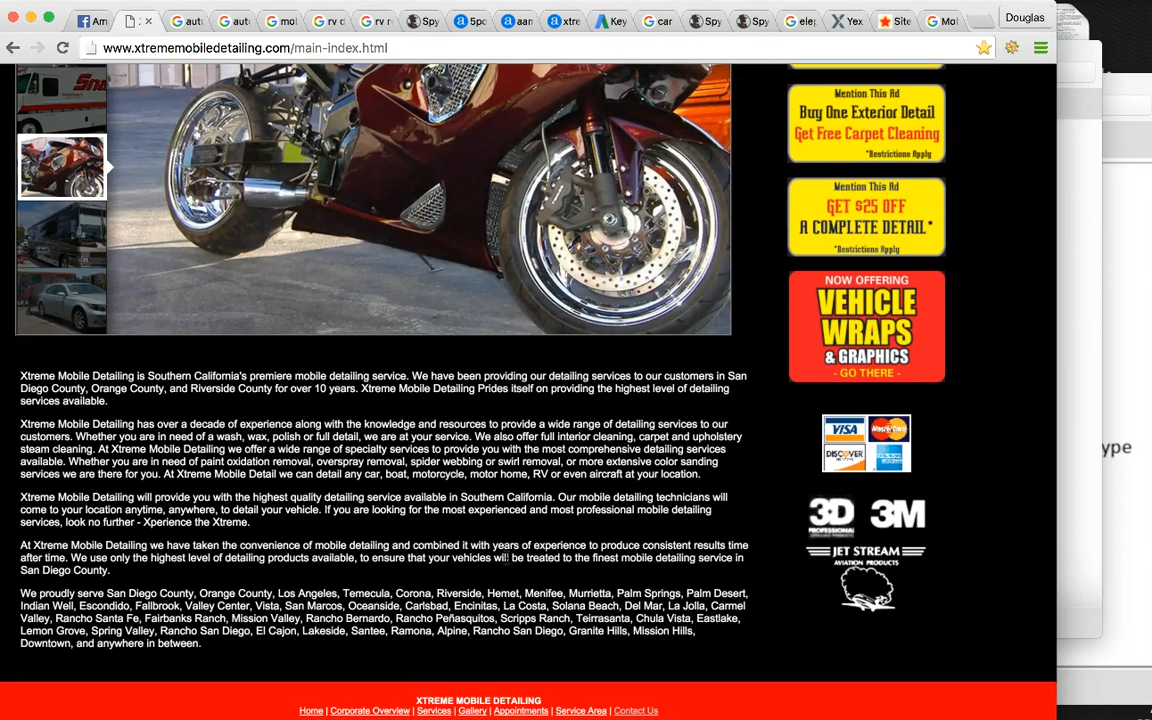 Am
auto
auto
mol
rv d
rv r
Spy
5po
aan
xtre
Key
car
Spy
Spy
elep
Yex
Site
Mol
Douglas
www.xtrememobiledetailing.com/main-index.html
Sna
Mention This Ad
Buy One Exterior Detail
Get Free Carpet Cleaning
*Restrictions Apply
Mention This Ad
GET $25 OFF
A COMPLETE DETAIL*
*Restrictions Apply
NOW OFFERING
VEHICLE
WRAPS
& GRAPHICS
- GO THERE -
VISA MasterCard
DISCOVER
3D 3M
PROFESSIONAL
JET STREAM
AVIATION PRODUCTS
ype
Xtreme Mobile Detailing is Southern California's premiere mobile detailing service. We have been providing our detailing services to our customers in San
Diego County, Orange County, and Riverside County for over 10 years. Xtreme Mobile Detailing Prides itself on providing the highest level of detailing
services available.
Xtreme Mobile Detailing has over a decade of experience along with the knowledge and resources to provide a wide range of detailing services to our
customers. Whether you are in need of a wash, wax, polish or full detail, we are at your service. We also offer full interior cleaning, carpet and upholstery
steam cleaning. At Xtreme Mobile Detailing we offer a wide range of specialty services to provide you with the most comprehensive detailing services
available. Whether you are in need of paint oxidation removal, overspray removal, spider webbing or swirl removal, or more extensive color sanding
services we are there for you. At Xtreme Mobile Detail we can detail any car, boat, motorcycle, motor home, RV or even aircraft at your location.
Xtreme Mobile Detailing will provide you with the highest quality detailing service available in Southern California. Our mobile detailing technicians will
come to your location anytime, anywhere, to detail your vehicle. If you are looking for the most experienced and most professional mobile detailing
services, look no further - Xperience the Xtreme.
At Xtreme Mobile Detailing we have taken the convenience of mobile detailing and combined it with years of experience to produce consistent results time
after time. We use only the highest level of detailing products available, to ensure that your vehicles will be treated to the finest mobile detailing service in
San Diego County.
We proudly serve San Diego County, Orange County, Los Angeles, Temecula, Corona, Riverside, Hemet, Menifee, Murrietta, Palm Springs, Palm Desert,
Indian Well, Escondido, Fallbrook, Valley Center, Vista, San Marcos, Oceanside, Carlsbad, Encinitas, La Costa, Solana Beach, Del Mar, La Jolla, Carmel
Valley, Rancho Santa Fe, Fairbanks Ranch, Mission Valley, Rancho Bernardo, Rancho Peñasquitos, Scripps Ranch, Teirrasanta, Chula Vista, Eastlake,
Lemon Grove, Spring Valley, Rancho San Diego, El Cajon, Lakeside, Santee, Ramona, Alpine, Rancho San Diego, Granite Hills, Mission Hills,
Downtown, and anywhere in between.
XTREME MOBILE DETAILING
Home | Corporate Overview | Services | Gallery | Appointments | Service Area | Contact Us